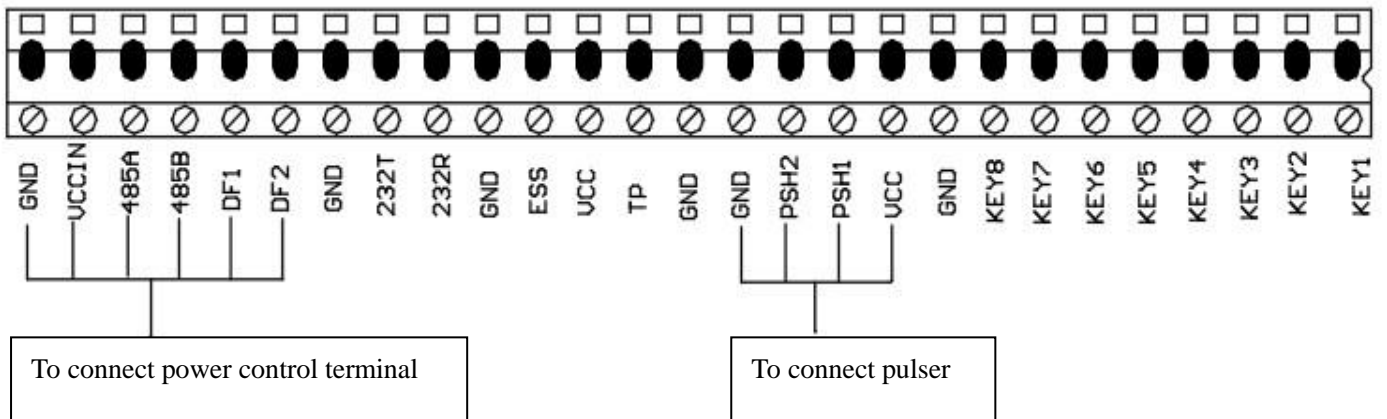 GND VCCIN 485A 485B DF1 DF2 GND 232T 232R GND ESS VCC TP GND GND PSH2 PSH1 VCC GND KEY8 KEY7 KEY6 KEY5 KEY4 KEY3 KEY2 KEY1
To connect power control terminal
To connect pulser